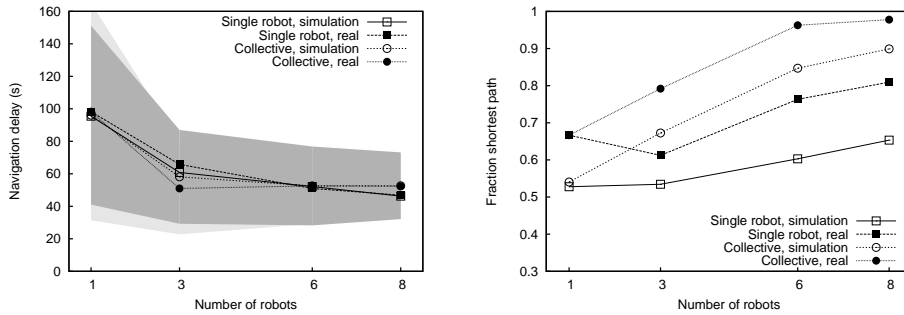 160
140
120
100
80
60
40
20
0
Navigation delay (s)
Single robot, simulation
Single robot, real
Collective, simulation
Collective, real
1 3 6 8
Number of robots
1
0.9
0.8
0.7
0.6
0.5
0.4
0.3
Fraction shortest path
Single robot, simulation
Single robot, real
Collective, simulation
Collective, real
1 3 6 8
Number of robots